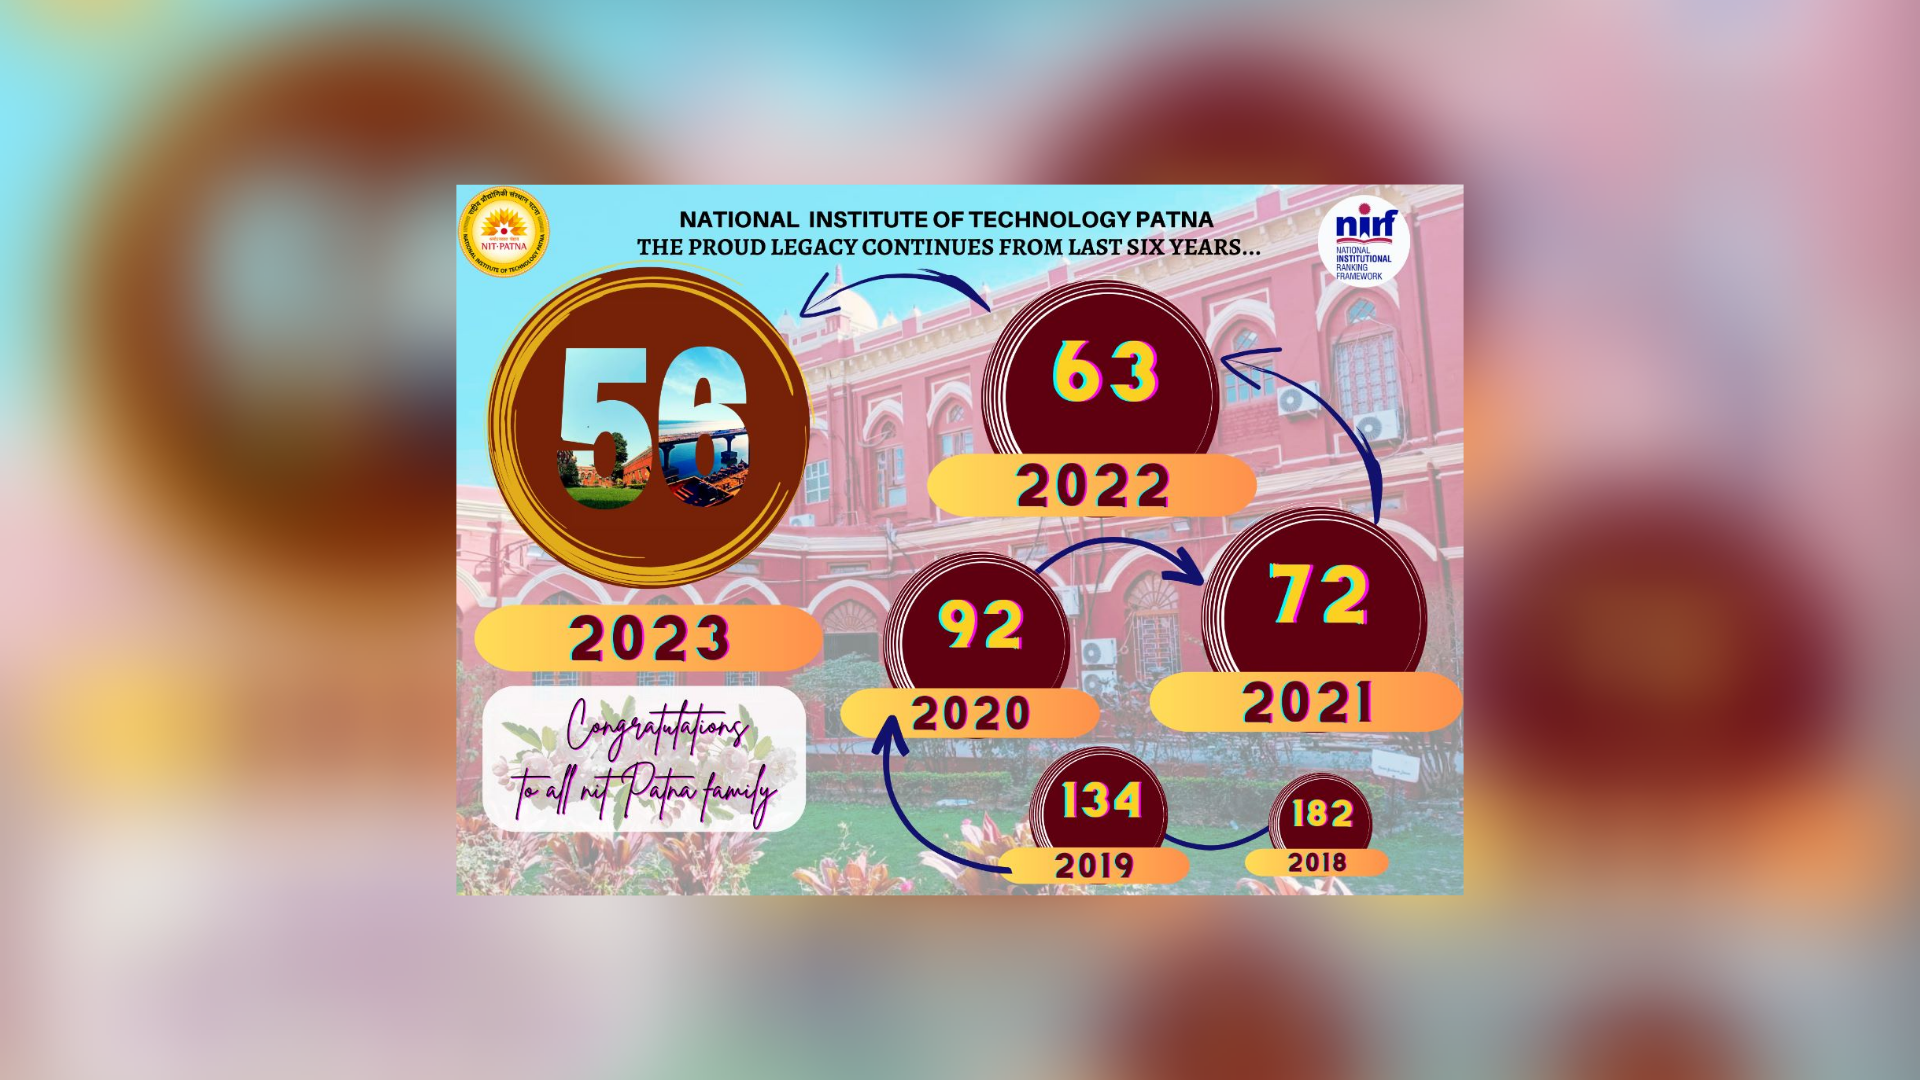 राष्ट्रीय प्रौद्योगिकी संस्थान पटना
NIT-PATNA
NATIONAL INSTITUTE OF TECHNOLOGY PATNA
NATIONAL INSTITUTE OF TECHNOLOGY PATNA
THE PROUD LEGACY CONTINUES FROM LAST SIX YEARS...
nirf
NATIONAL
INSTITUTIONAL
RANKING
FRAMEWORK
56
2023
63
2022
72
2021
92
2020
134
2019
182
2018
Congratulations
to all nit Patna family